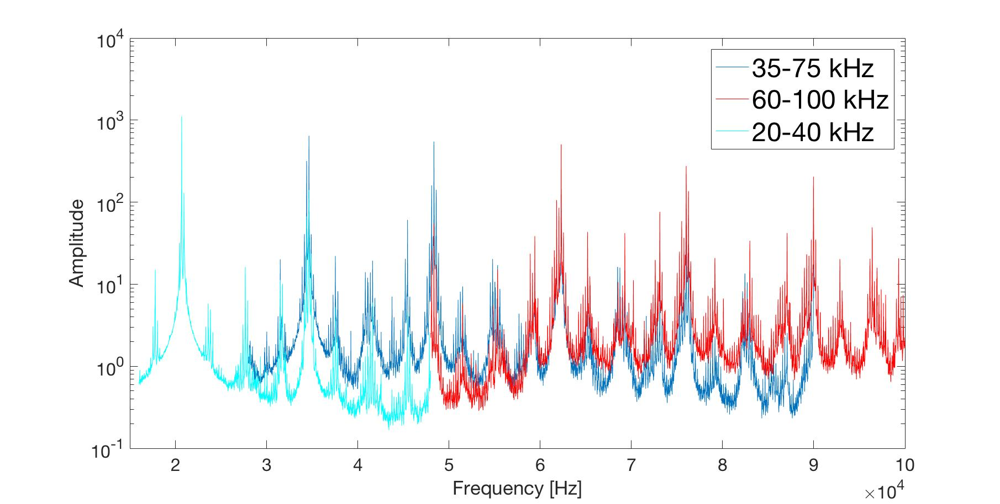 10^4
10^3
10^2
10^1
10^0
10^-1
Amplitude
35-75 kHz
60-100 kHz
20-40 kHz
2 3 4 5 6 7 8 9 10
Frequency [Hz]
×10^4